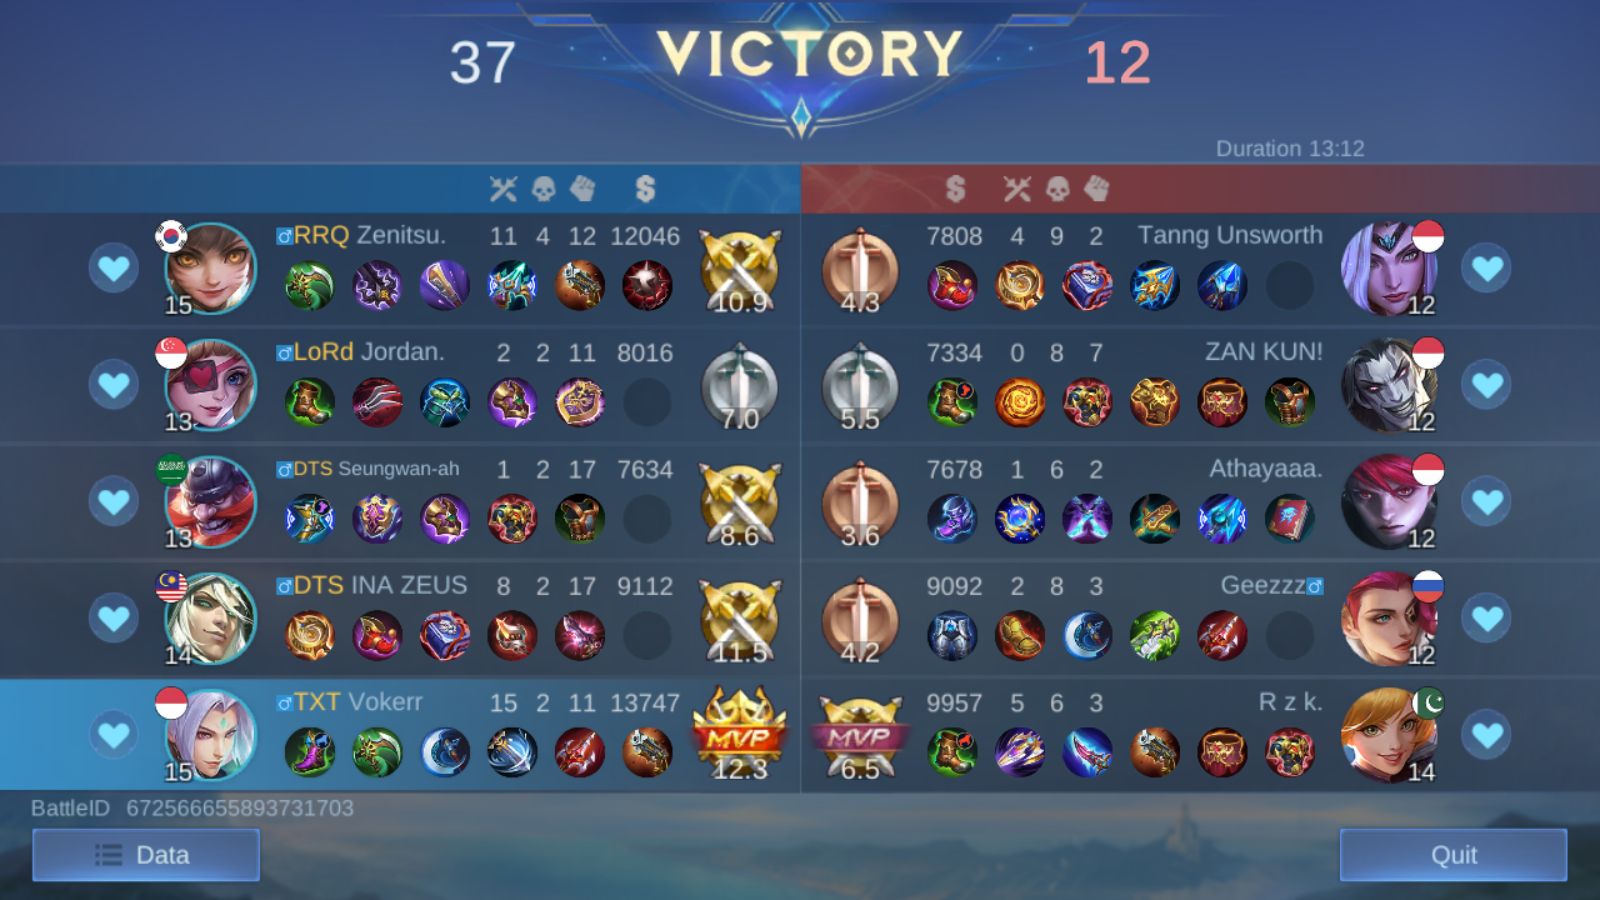 37 VICTORY 12
Duration 13:12
RRQ Zenitsu. 11 4 12 12046
15 10.9
4.3 7808 4 9 2 Tanng Unsworth
12
LoRd Jordan. 2 2 11 8016
13 7.0
5.5 7334 0 8 7 ZAN KUN!
12
DTS Seungwan-ah 1 2 17 7634
13 8.6
3.6 7678 1 6 2 Athayaaa.
12
DTS INA ZEUS 8 2 17 9112
14 11.5
4.2 9092 2 8 3 Geezzz
12
TXT Vokerr 15 2 11 13747
15 MVP 12.3
MVP 6.5 9957 5 6 3 R z k.
14
BattleID 672566655893731703
Data
Quit